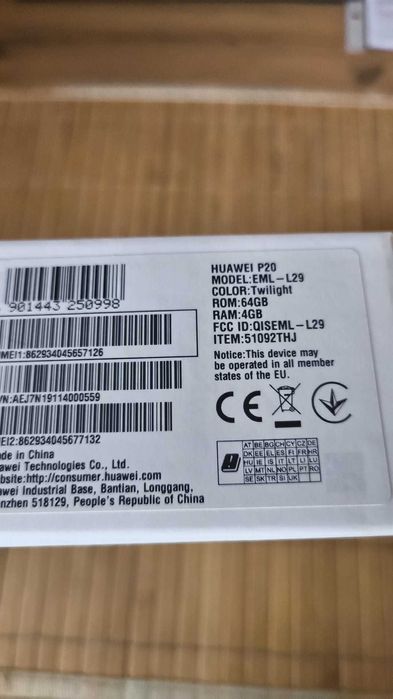 HUAWEI P20
MODEL:EML-L29
COLOR:Twilight
ROM:64GB
RAM:4GB
FCC ID:QISEML-L29
ITEM:51092THJ
Notice:This device may
be operated in all member
states of the EU.
CE
AT BE BG CH CY CZ DE
DK EE EL ES FI FR HR
HU IE IS IT LT LI LU
LV MT NL NO PL PT RO
SE SK TR SI UK
901443 250998
MEI1:862934045657126
/N:AEJ7N19114000559
EI2:862934045677132
de in China
awei Technologies Co., Ltd.
bsite:http://consumer.huawei.com
awei Industrial Base, Bantian, Longgang,
nzhen 518129, People's Republic of China